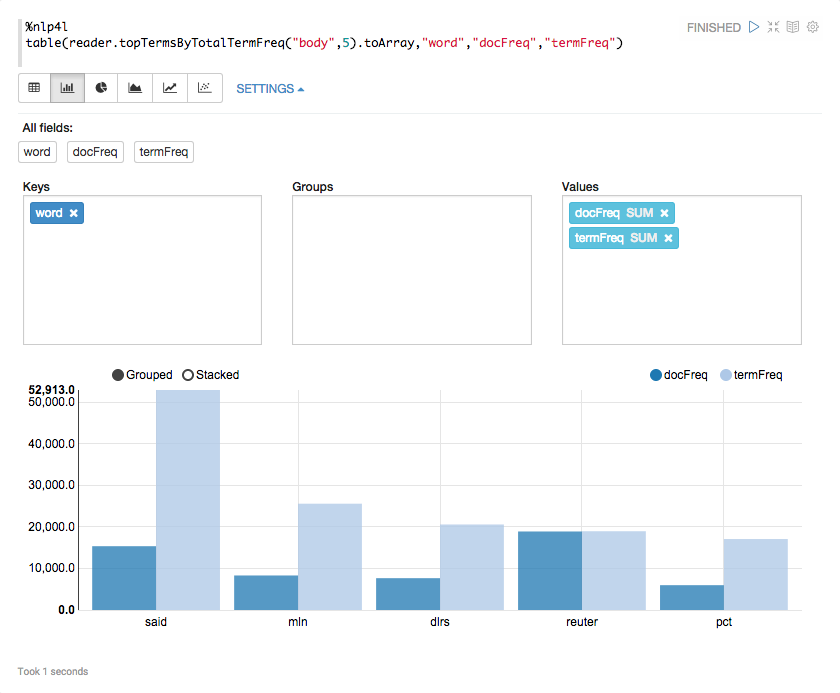 %nlp4l
table(reader.topTermsByTotalTermFreq("body",5).toArray,"word","docFreq","termFreq")
FINISHED
SETTINGS
All fields:
word docFreq termFreq
Keys Groups Values
word docFreq SUM
termFreq SUM
Grouped Stacked docFreq termFreq
52,913.0
50,000.0
40,000.0
30,000.0
20,000.0
10,000.0
0.0
said mln dlrs reuter pct
Took 1 seconds